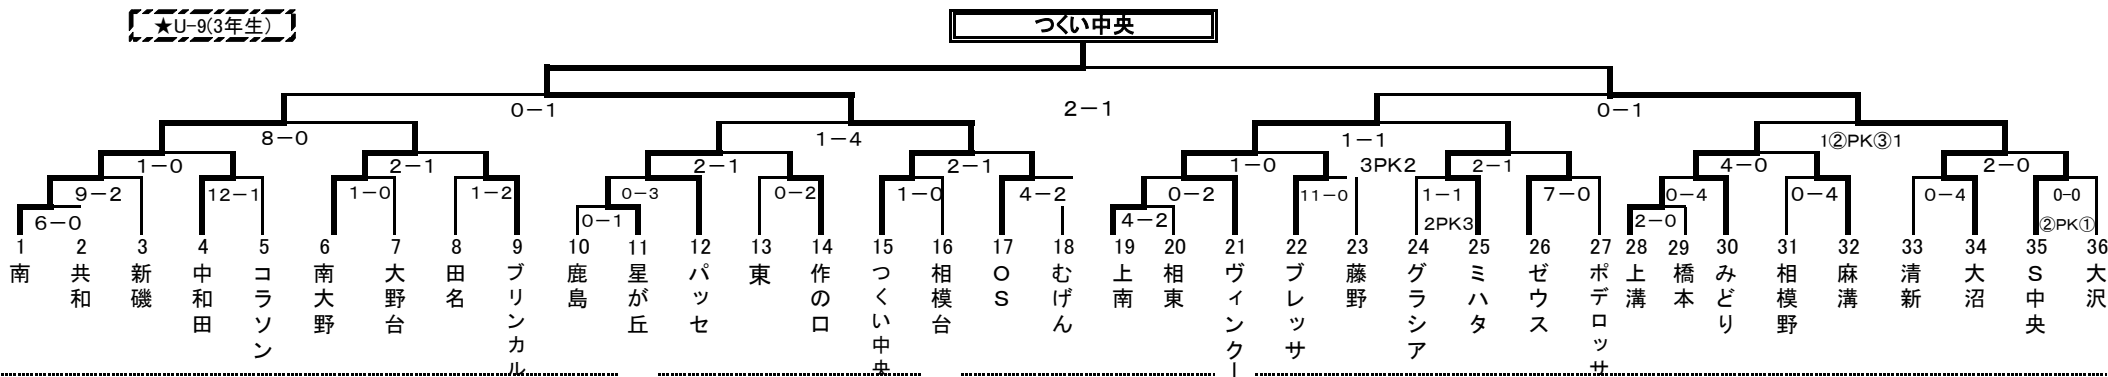 ★U-9(3年生)
つくい中央
0-1
2-1
0-1
8-0
1-4
1-1
1②PK③1
1-0
2-1
2-1
2-1
1-0
3PK2
2-1
4-0
2-0
9-2
12-1
1-0
1-2
0-3
0-2
1-0
4-2
0-2
11-0
1-1
7-0
0-4
0-4
0-4
0-0
6-0
0-1
4-2
2PK3
2-0
②PK①
1 2 3 4 5 6 7 8 9 10 11 12 13 14 15 16 17 18 19 20 21 22 23 24 25 26 27 28 29 30 31 32 33 34 35 36
南
共和
新磯
中和田
コラソン
南大野
大野台
田名
ブリンカル
鹿島
星が丘
パッセ
東
作の口
つくい中央
相模台
OS
むげん
上南
相東
ヴィンクー
ブレッサ
藤野
グラシア
ミハタ
ゼウス
ポデロッサ
上溝
橋本
みどり
相模野
麻溝
清新
大沼
S中央
大沢